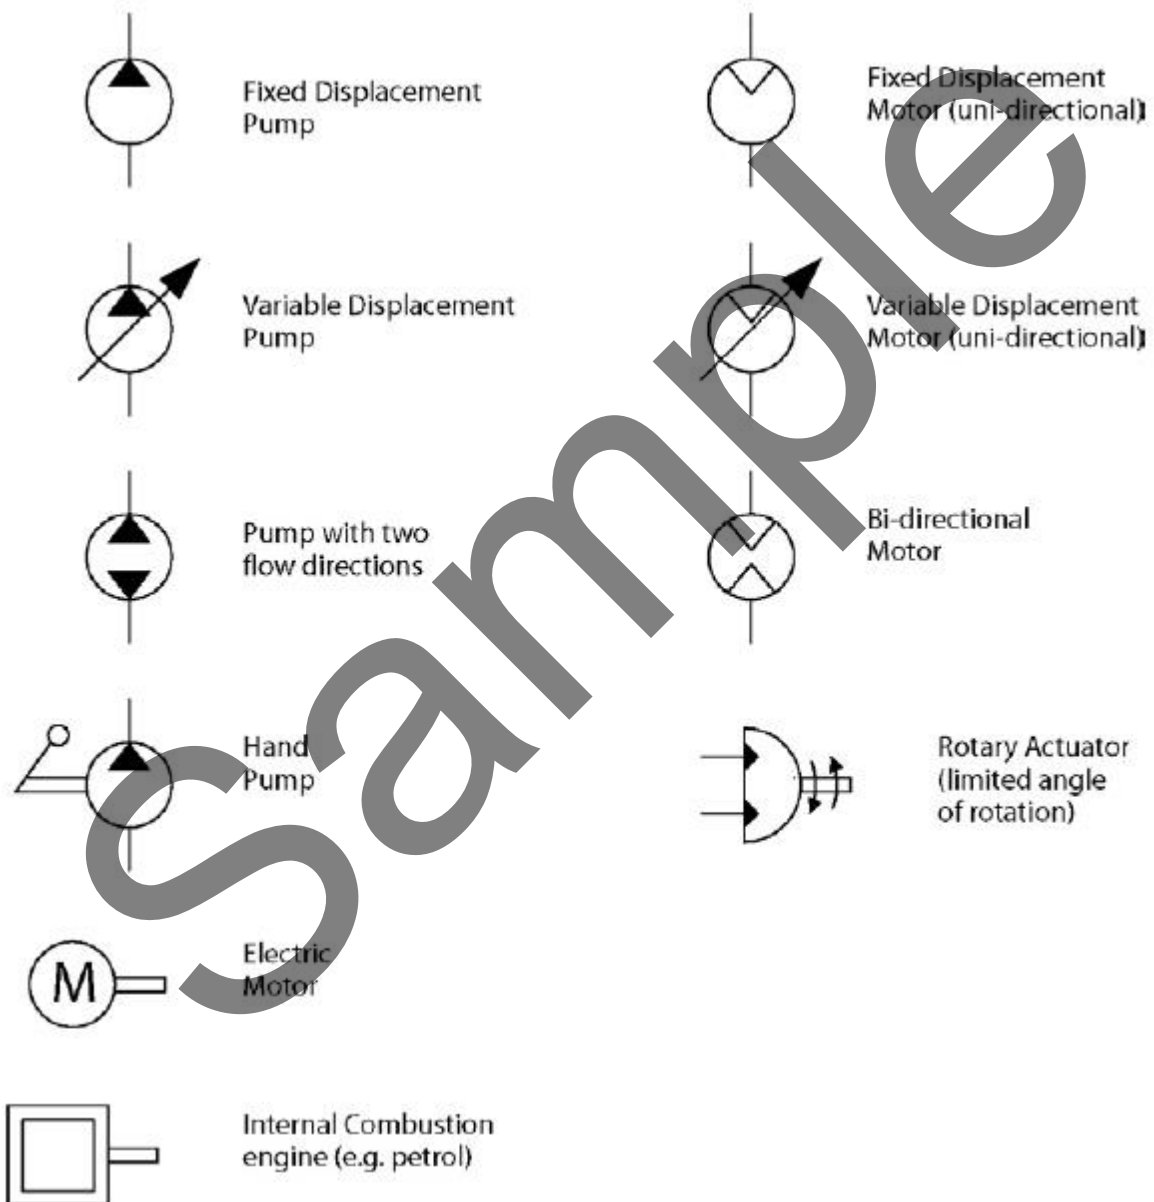 Fixed Displacement
Pump
Fixed Displacement
Motor (uni-directional)
Variable Displacement
Pump
Variable Displacement
Motor (uni-directional)
Pump with two
flow directions
Bi-directional
Motor
Hand
Pump
Rotary Actuator
(limited angle
of rotation)
M
Electric
Motor
Internal Combustion
engine (e.g. petrol)
Sample